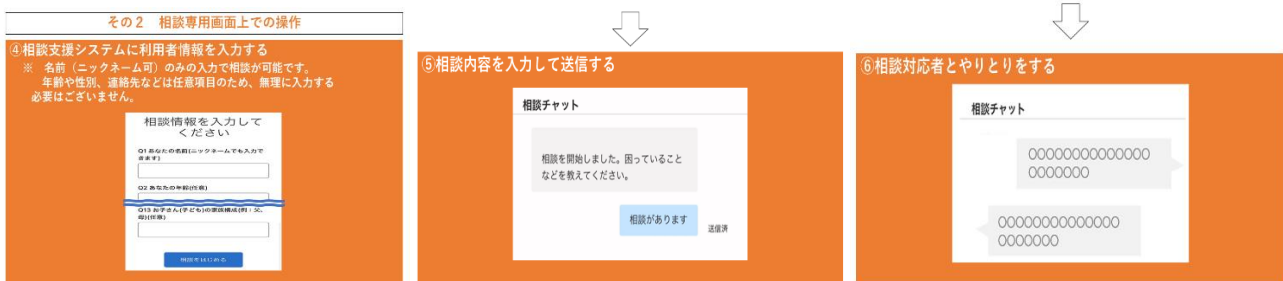 その2　相談専用画面上での操作
④相談支援システムに利用者情報を入力する
※　名前（ニックネーム可）のみの入力で相談が可能です。
年齢や性別、連絡先などは任意項目のため、無理に入力する
必要はございません。
相談情報を入力して
ください
Q1 あなたの名前(ニックネームでも入力で
きます)
Q2 あなたの年齢(任意)
Q13 お子さん(子ども)の家族構成(例：父、
母)(任意)
相談をはじめる
⑤相談内容を入力して送信する
相談チャット
相談を開始しました。困っていること
などを教えてください。
相談があります
送信済
⑥相談対応者とやりとりをする
相談チャット
〇〇〇〇〇〇〇〇〇〇〇〇〇〇
〇〇〇〇〇〇〇
〇〇〇〇〇〇〇〇〇〇〇〇〇〇
〇〇〇〇〇〇〇